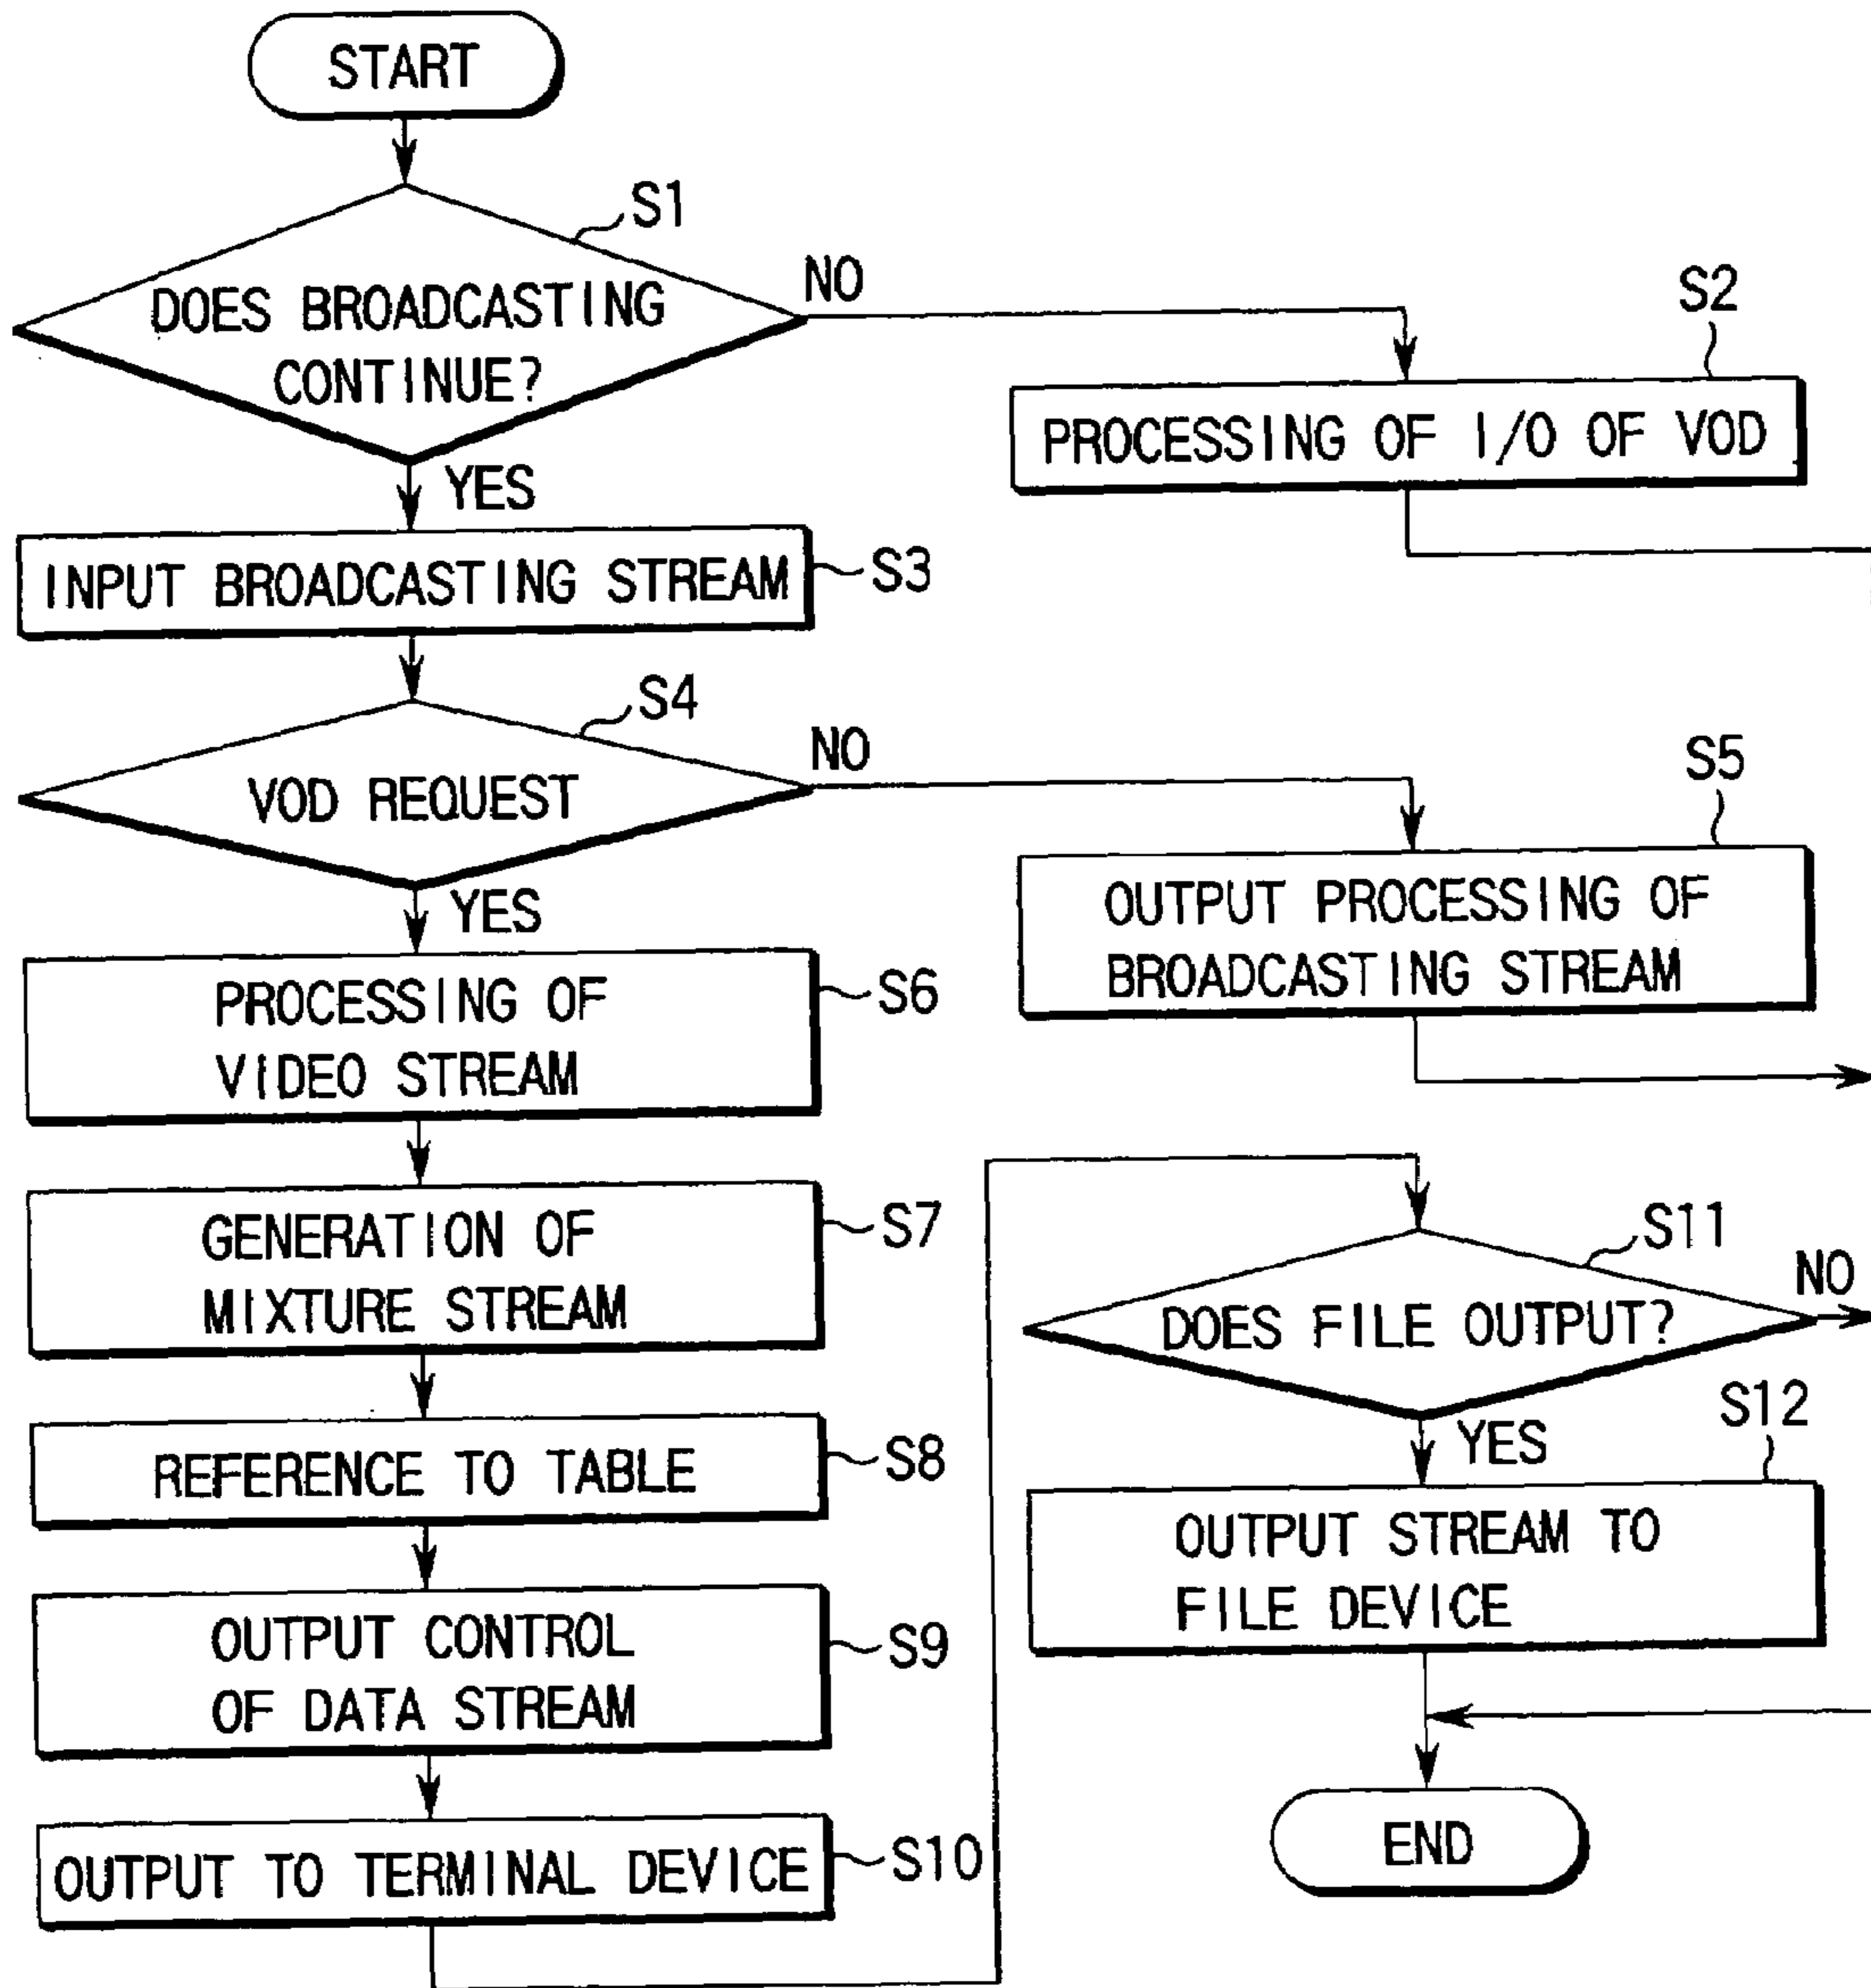 START
S1
DOES BROADCASTING
CONTINUE?
NO
YES
S2
PROCESSING OF I/O OF VOD
INPUT BROADCASTING STREAM
S3
S4
VOD REQUEST
NO
YES
S5
OUTPUT PROCESSING OF
BROADCASTING STREAM
PROCESSING OF
VIDEO STREAM
S6
GENERATION OF
MIXTURE STREAM
S7
REFERENCE TO TABLE
S8
OUTPUT CONTROL
OF DATA STREAM
S9
OUTPUT TO TERMINAL DEVICE
S10
S11
DOES FILE OUTPUT?
NO
YES
S12
OUTPUT STREAM TO
FILE DEVICE
END